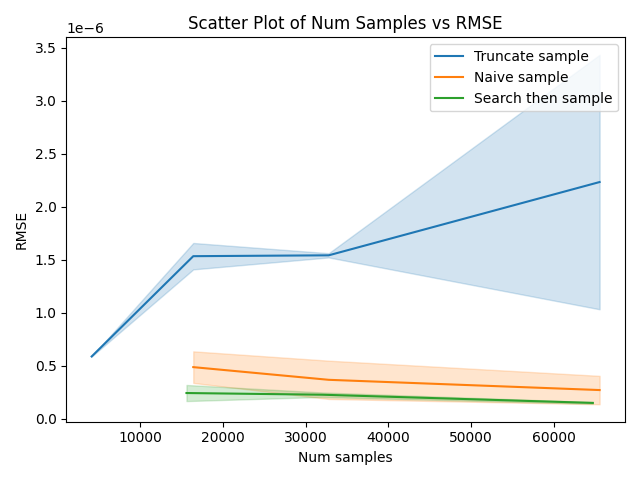 Scatter Plot of Num Samples vs RMSE
1e−6
3.5
3.0
2.5
2.0
1.5
1.0
0.5
0.0
RMSE
Truncate sample
Naive sample
Search then sample
10000 20000 30000 40000 50000 60000
Num samples